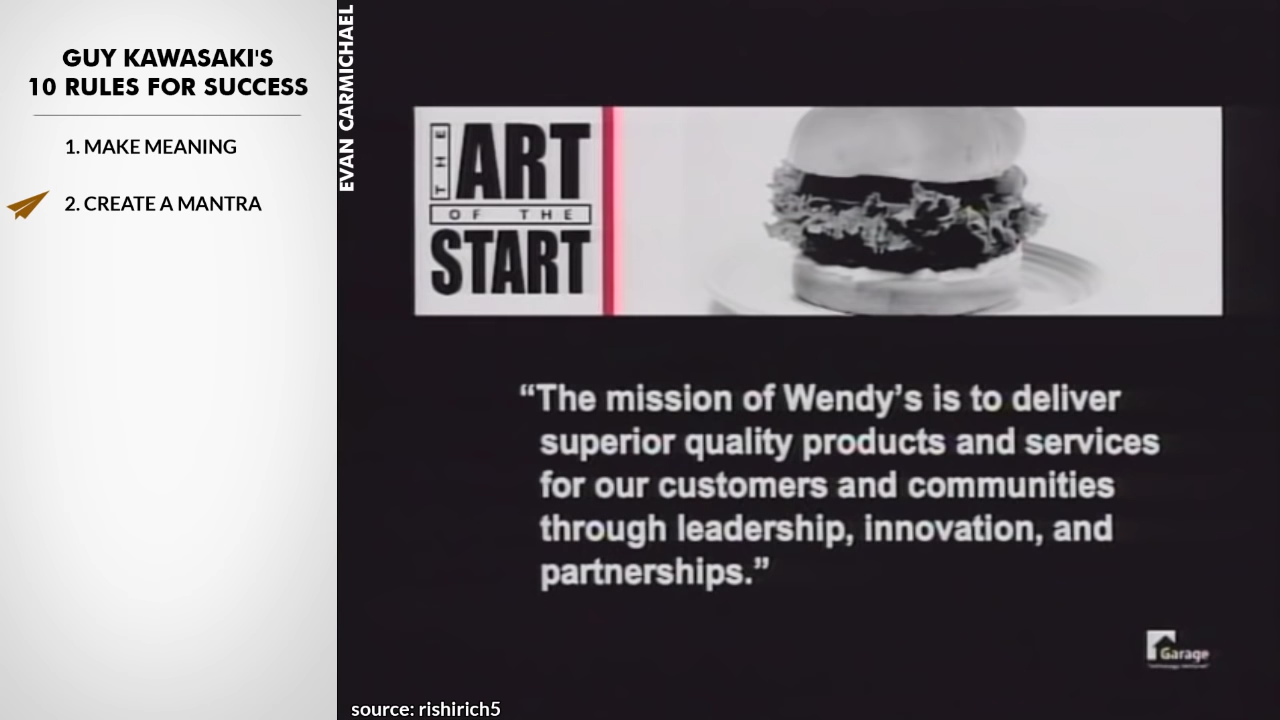 GUY KAWASAKI'S
10 RULES FOR SUCCESS
1. MAKE MEANING
2. CREATE A MANTRA
EVAN CARMICHAEL
THE
ART
OF THE
START
“The mission of Wendy’s is to deliver
superior quality products and services
for our customers and communities
through leadership, innovation, and
partnerships.”
Garage
source: rishirich5